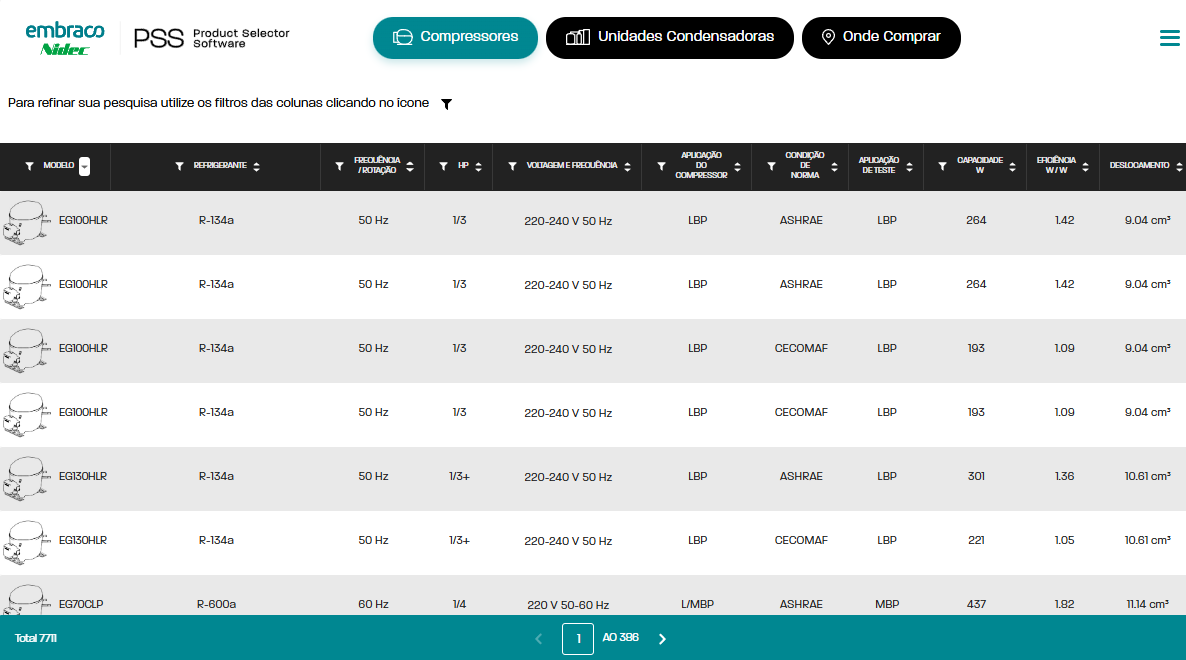 embraco
Nidec
PSS Product Selector
Software
Compressores
Unidades Condensadoras
Onde Comprar
Para refinar sua pesquisa utilize os filtros das colunas clicando no ícone
MODELO REFRIGERANTE FREQUÊNCIA / ROTAÇÃO HP VOLTAGEM E FREQUÊNCIA APLICAÇÃO DO COMPRESSOR CONDIÇÃO DE NORMA APLICAÇÃO DE TESTE CAPACIDADE W EFICIÊNCIA W / W DESLOCAMENTO
EG100HLR R-134a 50 Hz 1/3 220-240 V 50 Hz LBP ASHRAE LBP 264 1.42 9.04 cm³
EG100HLR R-134a 50 Hz 1/3 220-240 V 50 Hz LBP ASHRAE LBP 264 1.42 9.04 cm³
EG100HLR R-134a 50 Hz 1/3 220-240 V 50 Hz LBP CECOMAF LBP 193 1.09 9.04 cm³
EG100HLR R-134a 50 Hz 1/3 220-240 V 50 Hz LBP CECOMAF LBP 193 1.09 9.04 cm³
EG130HLR R-134a 50 Hz 1/3+ 220-240 V 50 Hz LBP ASHRAE LBP 301 1.36 10.61 cm³
EG130HLR R-134a 50 Hz 1/3+ 220-240 V 50 Hz LBP CECOMAF LBP 221 1.05 10.61 cm³
EG70CLP R-600a 60 Hz 1/4 220 V 50-60 Hz L/MBP ASHRAE MBP 437 1.82 11.14 cm³
Total 7711
1 AO 386